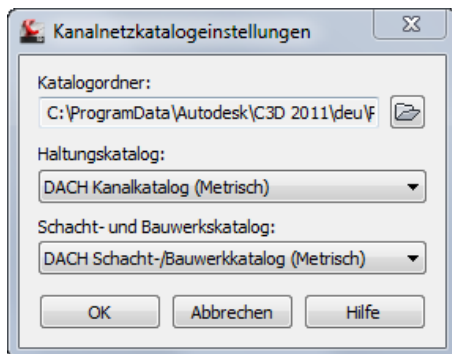 Kanalnetzkatalogeinstellungen
Katalogordner:
C:\ProgramData\Autodesk\C3D 2011\deu\F
Haltungskatalog:
DACH Kanalkatalog (Metrisch)
Schacht- und Bauwerkskatalog:
DACH Schacht-/Bauwerkkatalog (Metrisch)
OK Abbrechen Hilfe